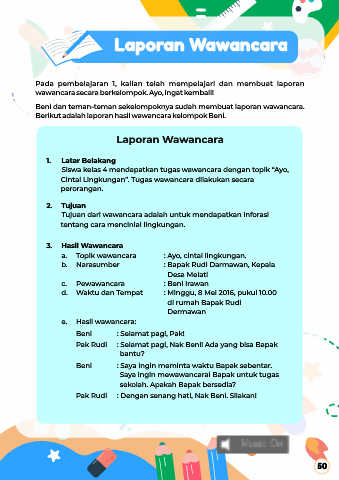 Laporan Wawancara
Pada pembelajaran 1, kalian telah mempelajari dan membuat laporan
wawancara secara berkelompok. Ayo, ingat kembali!
Beni dan teman-teman sekelompoknya sudah membuat laporan wawancara.
Berikut adalah laporan hasil wawancara kelompok Beni.
Laporan Wawancara
1. Latar Belakang
Siswa kelas 4 mendapatkan tugas wawancara dengan topik "Ayo,
Cintai Lingkungan". Tugas wawancara dilakukan secara
perorangan.
2. Tujuan
Tujuan dari wawancara adalah untuk mendapatkan inforasi
tentang cara mencintai lingkungan.
3. Hasil Wawancara
a. Topik wawancara : Ayo, cintai lingkungan.
b. Narasumber : Bapak Rudi Darmawan, Kepala
Desa Melati
c. Pewawancara : Beni Irawan
d. Waktu dan Tempat : Minggu, 8 Mei 2016, pukul 10.00
di rumah Bapak Rudi
Dermawan
e. Hasil wawancara:
Beni : Selamat pagi, Pak!
Pak Rudi : Selamat pagi, Nak Beni! Ada yang bisa Bapak
bantu?
Beni : Saya ingin meminta waktu Bapak sebentar.
Saya ingin mewawancarai Bapak untuk tugas
sekolah. Apakah Bapak bersedia?
Pak Rudi : Dengan senang hati, Nak Beni. Silakan!
Music On
50